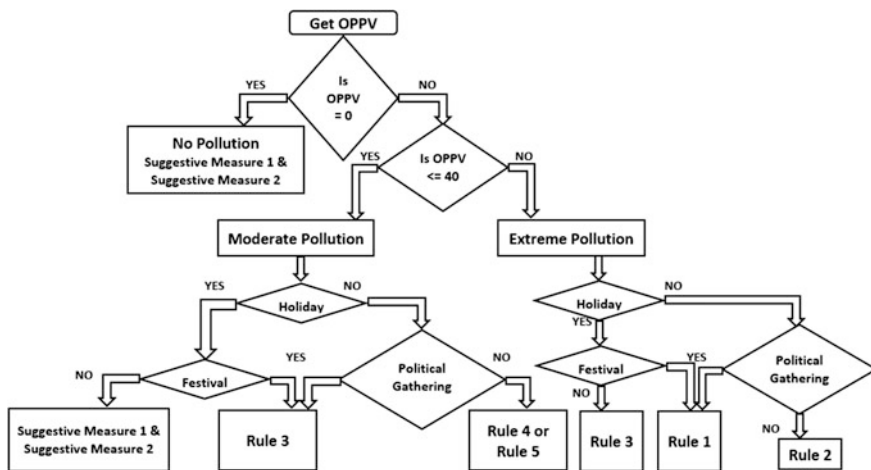 Get OPPV
YES
Is
OPPV
= 0
NO
No Pollution
Suggestive Measure 1 &
Suggestive Measure 2
YES
Is OPPV
<= 40
NO
Moderate Pollution
Extreme Pollution
YES
Holiday
NO
Holiday
NO
YES
NO
Festival
YES
Political
Gathering
NO
Festival
YES
Political
Gathering
NO
NO
Suggestive Measure 1 &
Suggestive Measure 2
Rule 3
Rule 4 or
Rule 5
Rule 3
Rule 1
Rule 2